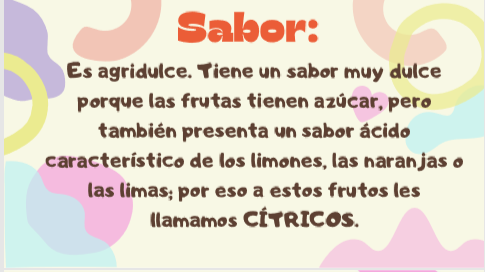 Sabor:
Es agridulce. Tiene un sabor muy dulce
porque las frutas tienen azúcar, pero
también presenta un sabor ácido
característico de los limones, las naranjas o
las limas; por eso a estos frutos les
llamamos CÍTRICOS.